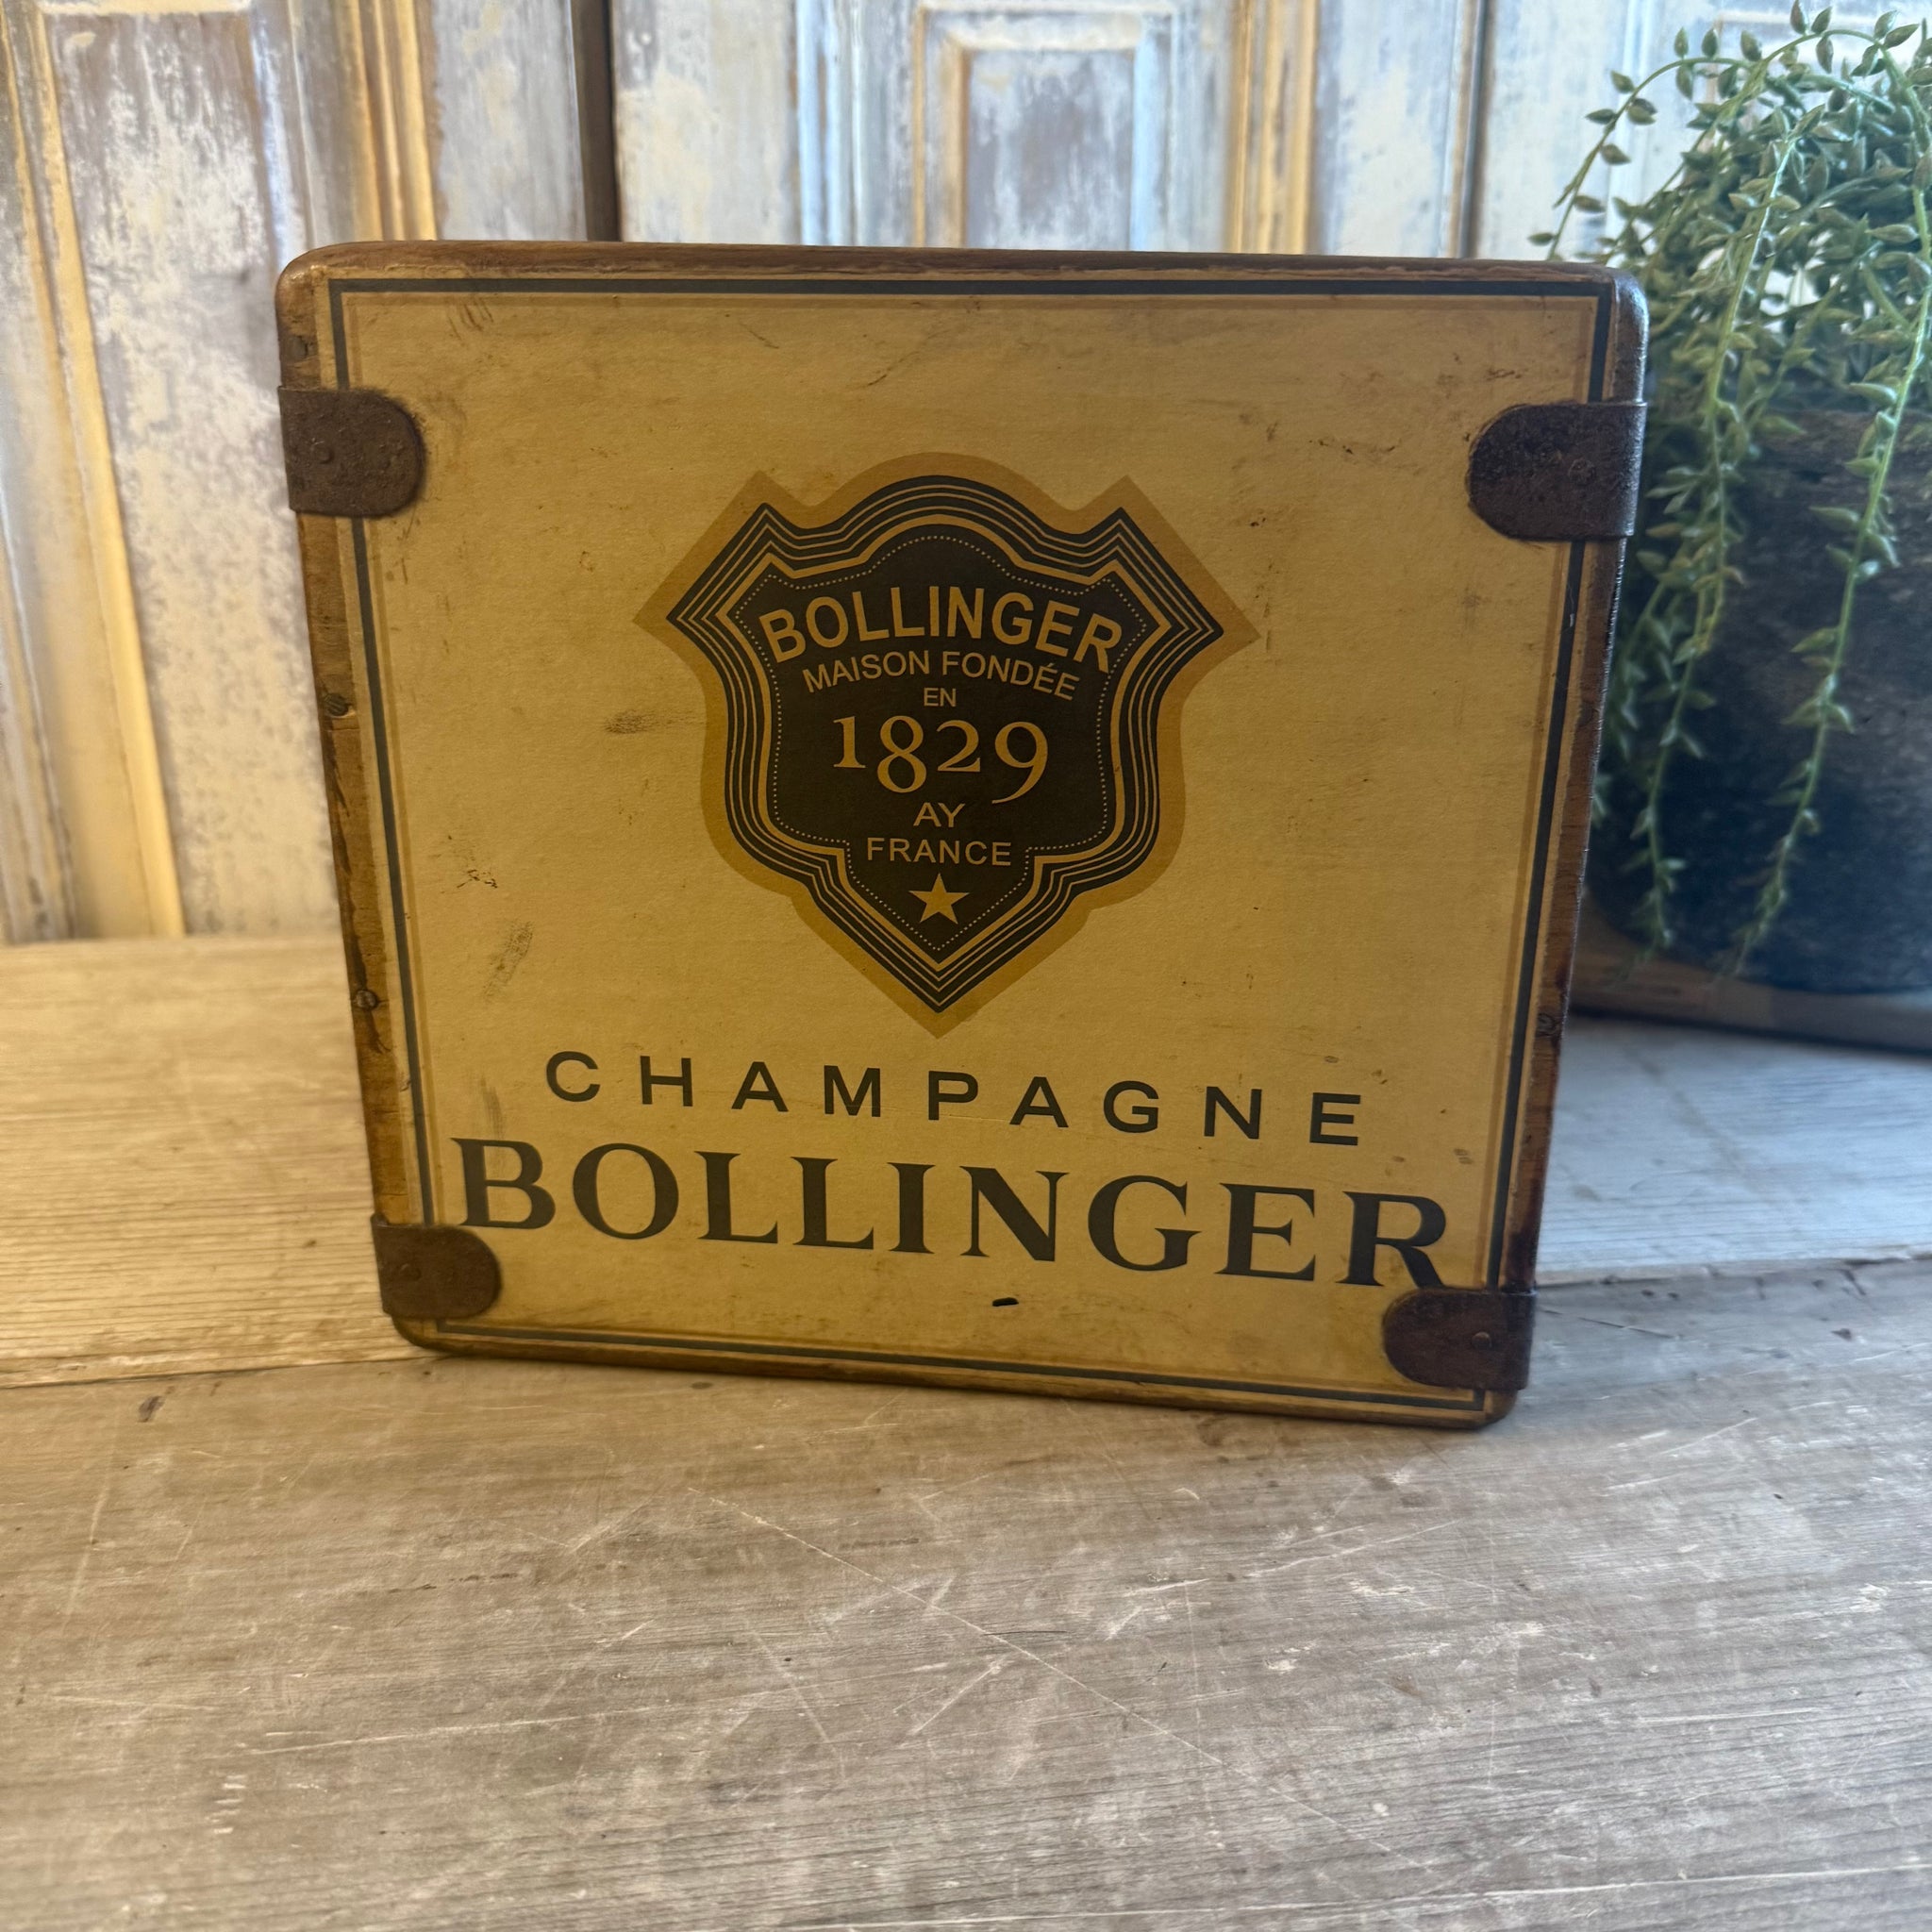 BOLLINGER
MAISON FONDÉE
EN
1829
AY
FRANCE
CHAMPAGNE
BOLLINGER